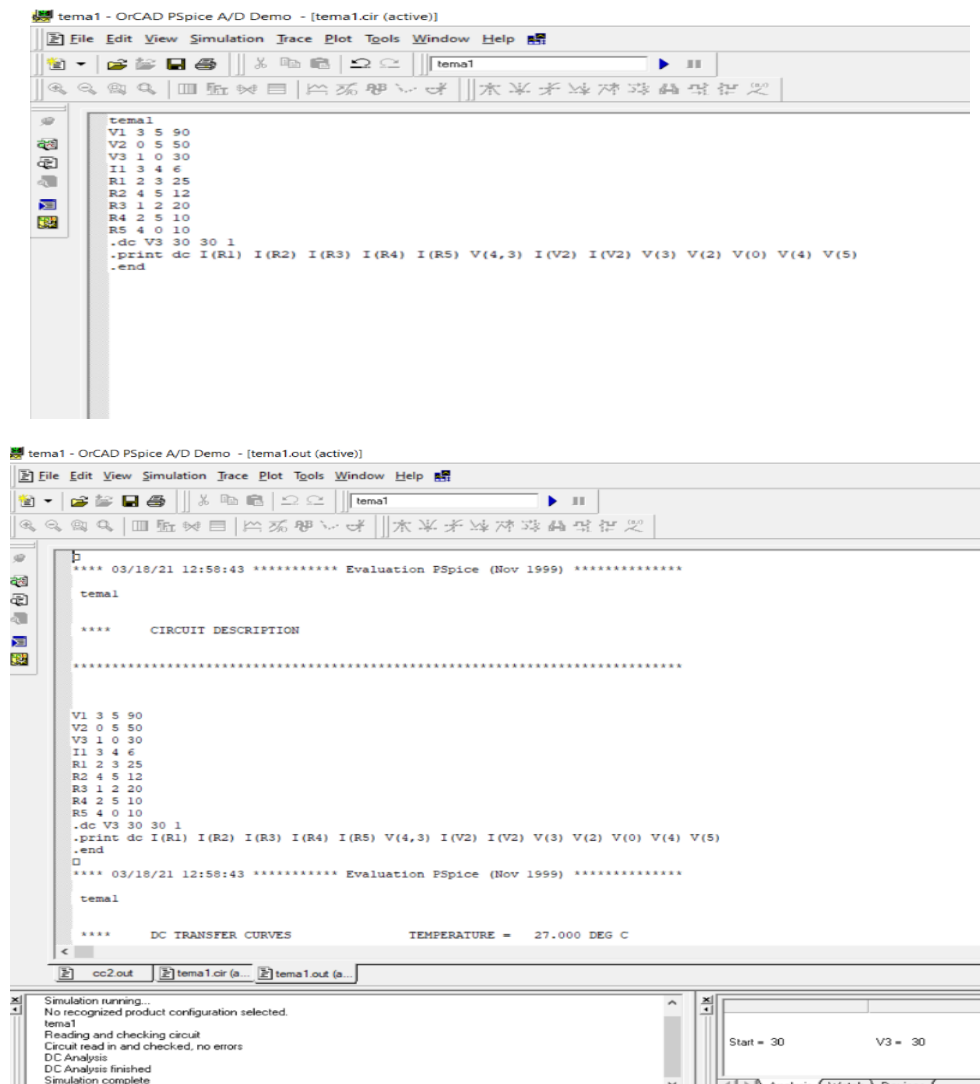 tema1 - OrCAD PSpice A/D Demo - [tema1.cir (active)]
File Edit View Simulation Trace Plot Tools Window Help
tema1
tema1
V1 3 5 90
V2 0 5 50
V3 1 0 30
I1 3 4 6
R1 2 3 25
R2 4 5 12
R3 1 2 20
R4 2 5 10
R5 4 0 10
.dc V3 30 30 1
.print dc I(R1) I(R2) I(R3) I(R4) I(R5) V(4,3) I(V2) I(V2) V(3) V(2) V(0) V(4) V(5)
.end
tema1 - OrCAD PSpice A/D Demo - [tema1.out (active)]
File Edit View Simulation Trace Plot Tools Window Help
tema1
**** 03/18/21 12:58:43 *********** Evaluation PSpice (Nov 1999) **************
tema1
**** CIRCUIT DESCRIPTION
******************************************************************************
V1 3 5 90
V2 0 5 50
V3 1 0 30
I1 3 4 6
R1 2 3 25
R2 4 5 12
R3 1 2 20
R4 2 5 10
R5 4 0 10
.dc V3 30 30 1
.print dc I(R1) I(R2) I(R3) I(R4) I(R5) V(4,3) I(V2) I(V2) V(3) V(2) V(0) V(4) V(5)
.end
**** 03/18/21 12:58:43 *********** Evaluation PSpice (Nov 1999) **************
tema1
**** DC TRANSFER CURVES TEMPERATURE = 27.000 DEG C
cc2.out tema1.cir (a... tema1.out (a...
Simulation running...
No recognized product configuration selected.
tema1
Reading and checking circuit
Circuit read in and checked, no errors
DC Analysis
DC Analysis finished
Simulation complete
Start = 30 V3 = 30